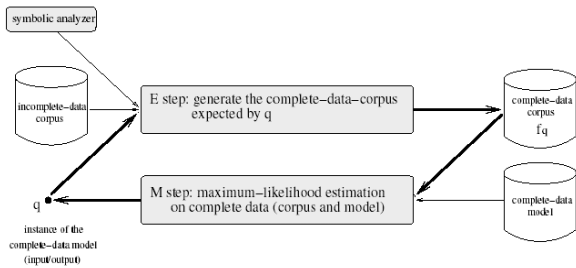 symbolic analyzer
incomplete–data
corpus
E step: generate the complete–data–corpus
expected by q
complete–data
corpus
fq
M step: maximum–likelihood estimation
on complete data (corpus and model)
complete–data
model
q
instance of the
complete–data model
(input/output)